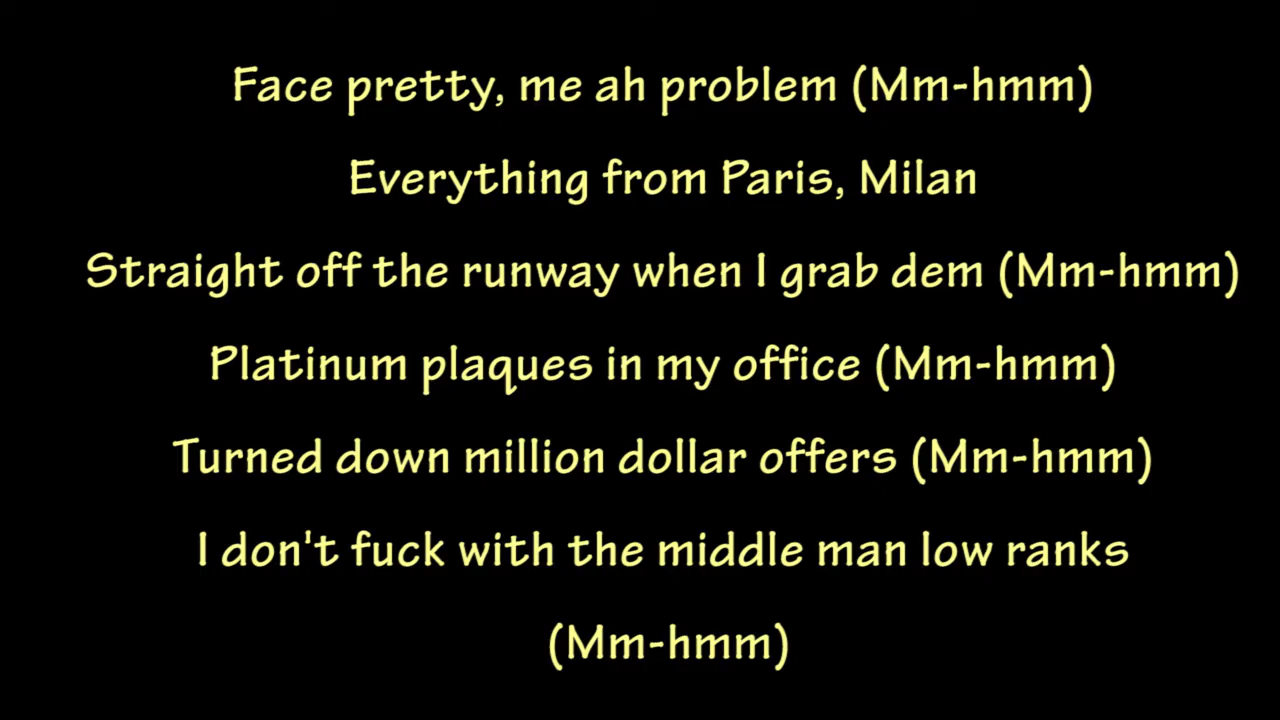 Face pretty, me ah problem (Mm-hmm)
Everything from Paris, Milan
Straight off the runway when I grab dem (Mm-hmm)
Platinum plaques in my office (Mm-hmm)
Turned down million dollar offers (Mm-hmm)
I don't fuck with the middle man low ranks
(Mm-hmm)